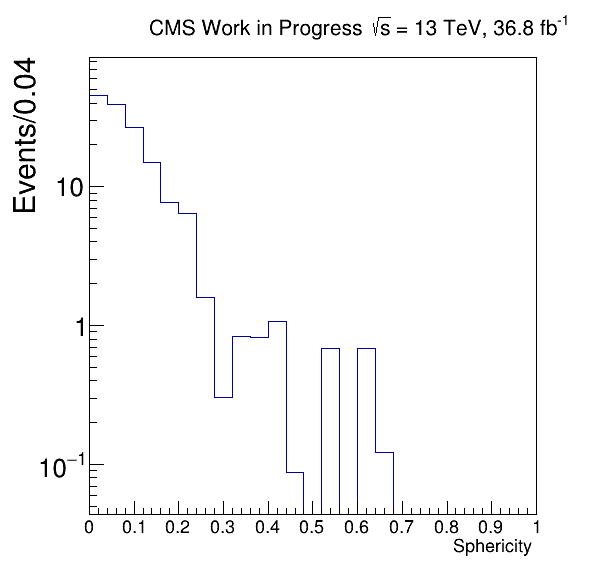 CMS Work in Progress √s = 13 TeV, 36.8 fb⁻¹
Events/0.04
10
1
10⁻¹
0 0.1 0.2 0.3 0.4 0.5 0.6 0.7 0.8 0.9 1
Sphericity